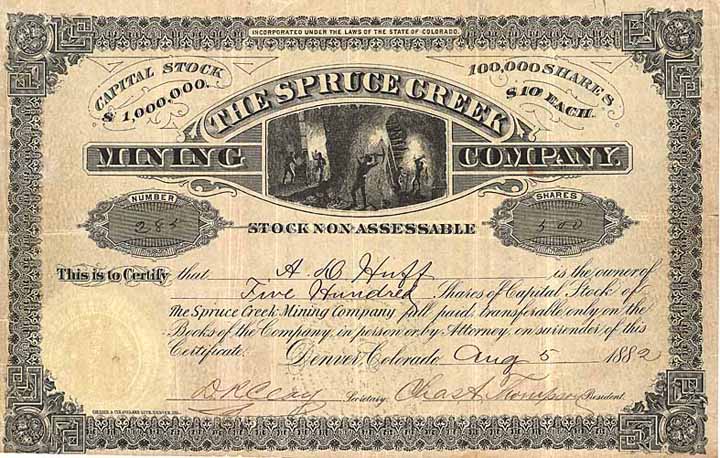 INCORPORATED UNDER THE LAWS OF THE STATE OF COLORADO.
CAPITAL STOCK
$1,000,000.
100,000 SHARES
$10 EACH.
THE SPRUCE CREEK
MINING COMPANY.
NUMBER
285
SHARES
500
STOCK NON-ASSESSABLE
This is to Certify that A D Huff is the owner of
Five Hundred Shares of Capital Stock of
The Spruce Creek Mining Company, full paid, transferable only on the
Books of the Company, in person or by Attorney, on surrender of this
Certificate.
Denver, Colorado, Aug 5 1882
D. K. Clay Secretary. Chas A. Thompson President.